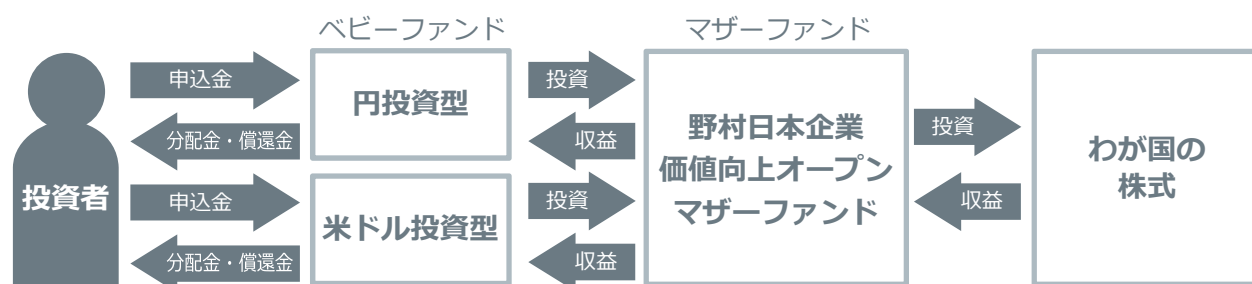 ベビーファンド
マザーファンド
投資者
申込金
分配金・償還金
申込金
分配金・償還金
円投資型
米ドル投資型
投資
収益
投資
収益
野村日本企業
価値向上オープン
マザーファンド
投資
収益
わが国の
株式